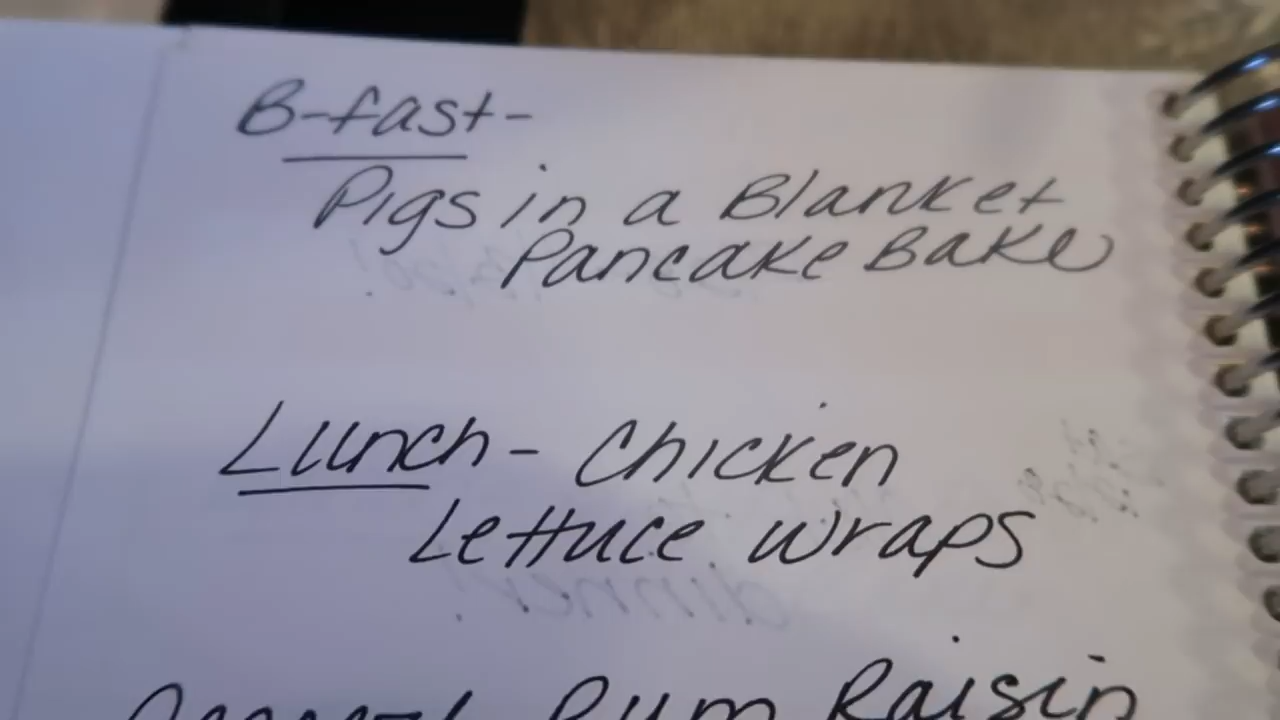 B-fast-
Pigs in a Blanket
Pancake Bake
Lunch - Chicken
Lettuce wraps
Rum Raisin